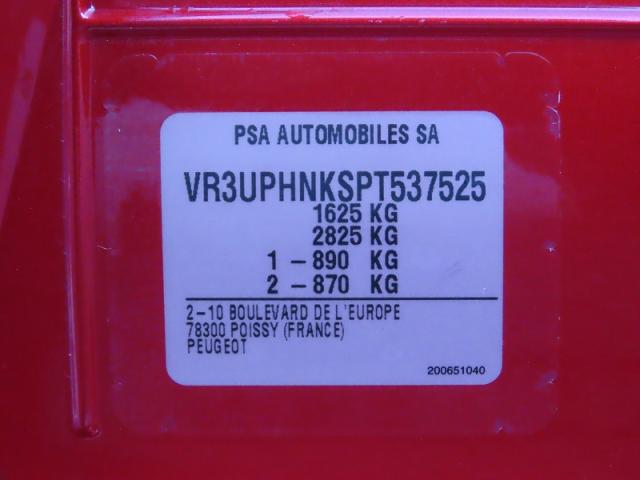 PSA AUTOMOBILES SA
VR3UPHNKSPT537525
1625 KG
2825 KG
1 – 890 KG
2 – 870 KG
2–10 BOULEVARD DE L'EUROPE
78300 POISSY (FRANCE)
PEUGEOT
200651040